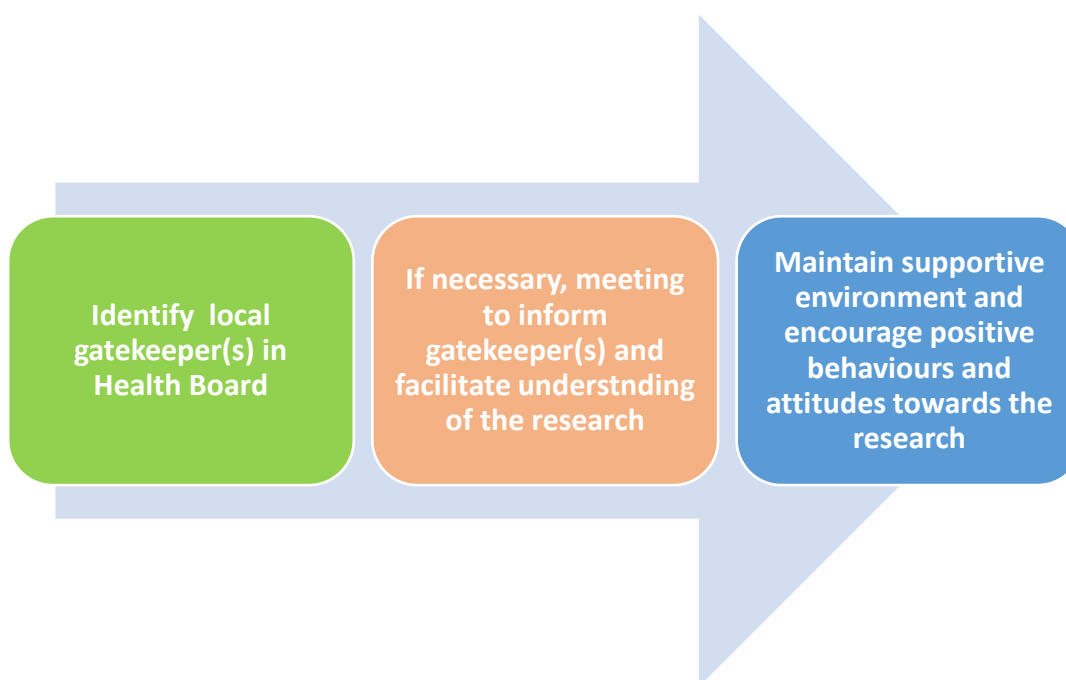 Identify  local
gatekeeper(s) in
Health Board
If necessary, meeting
to inform
gatekeeper(s) and
facilitate understnding
of the research
Maintain supportive
environment and
encourage positive
behaviours and
attitudes towards the
research